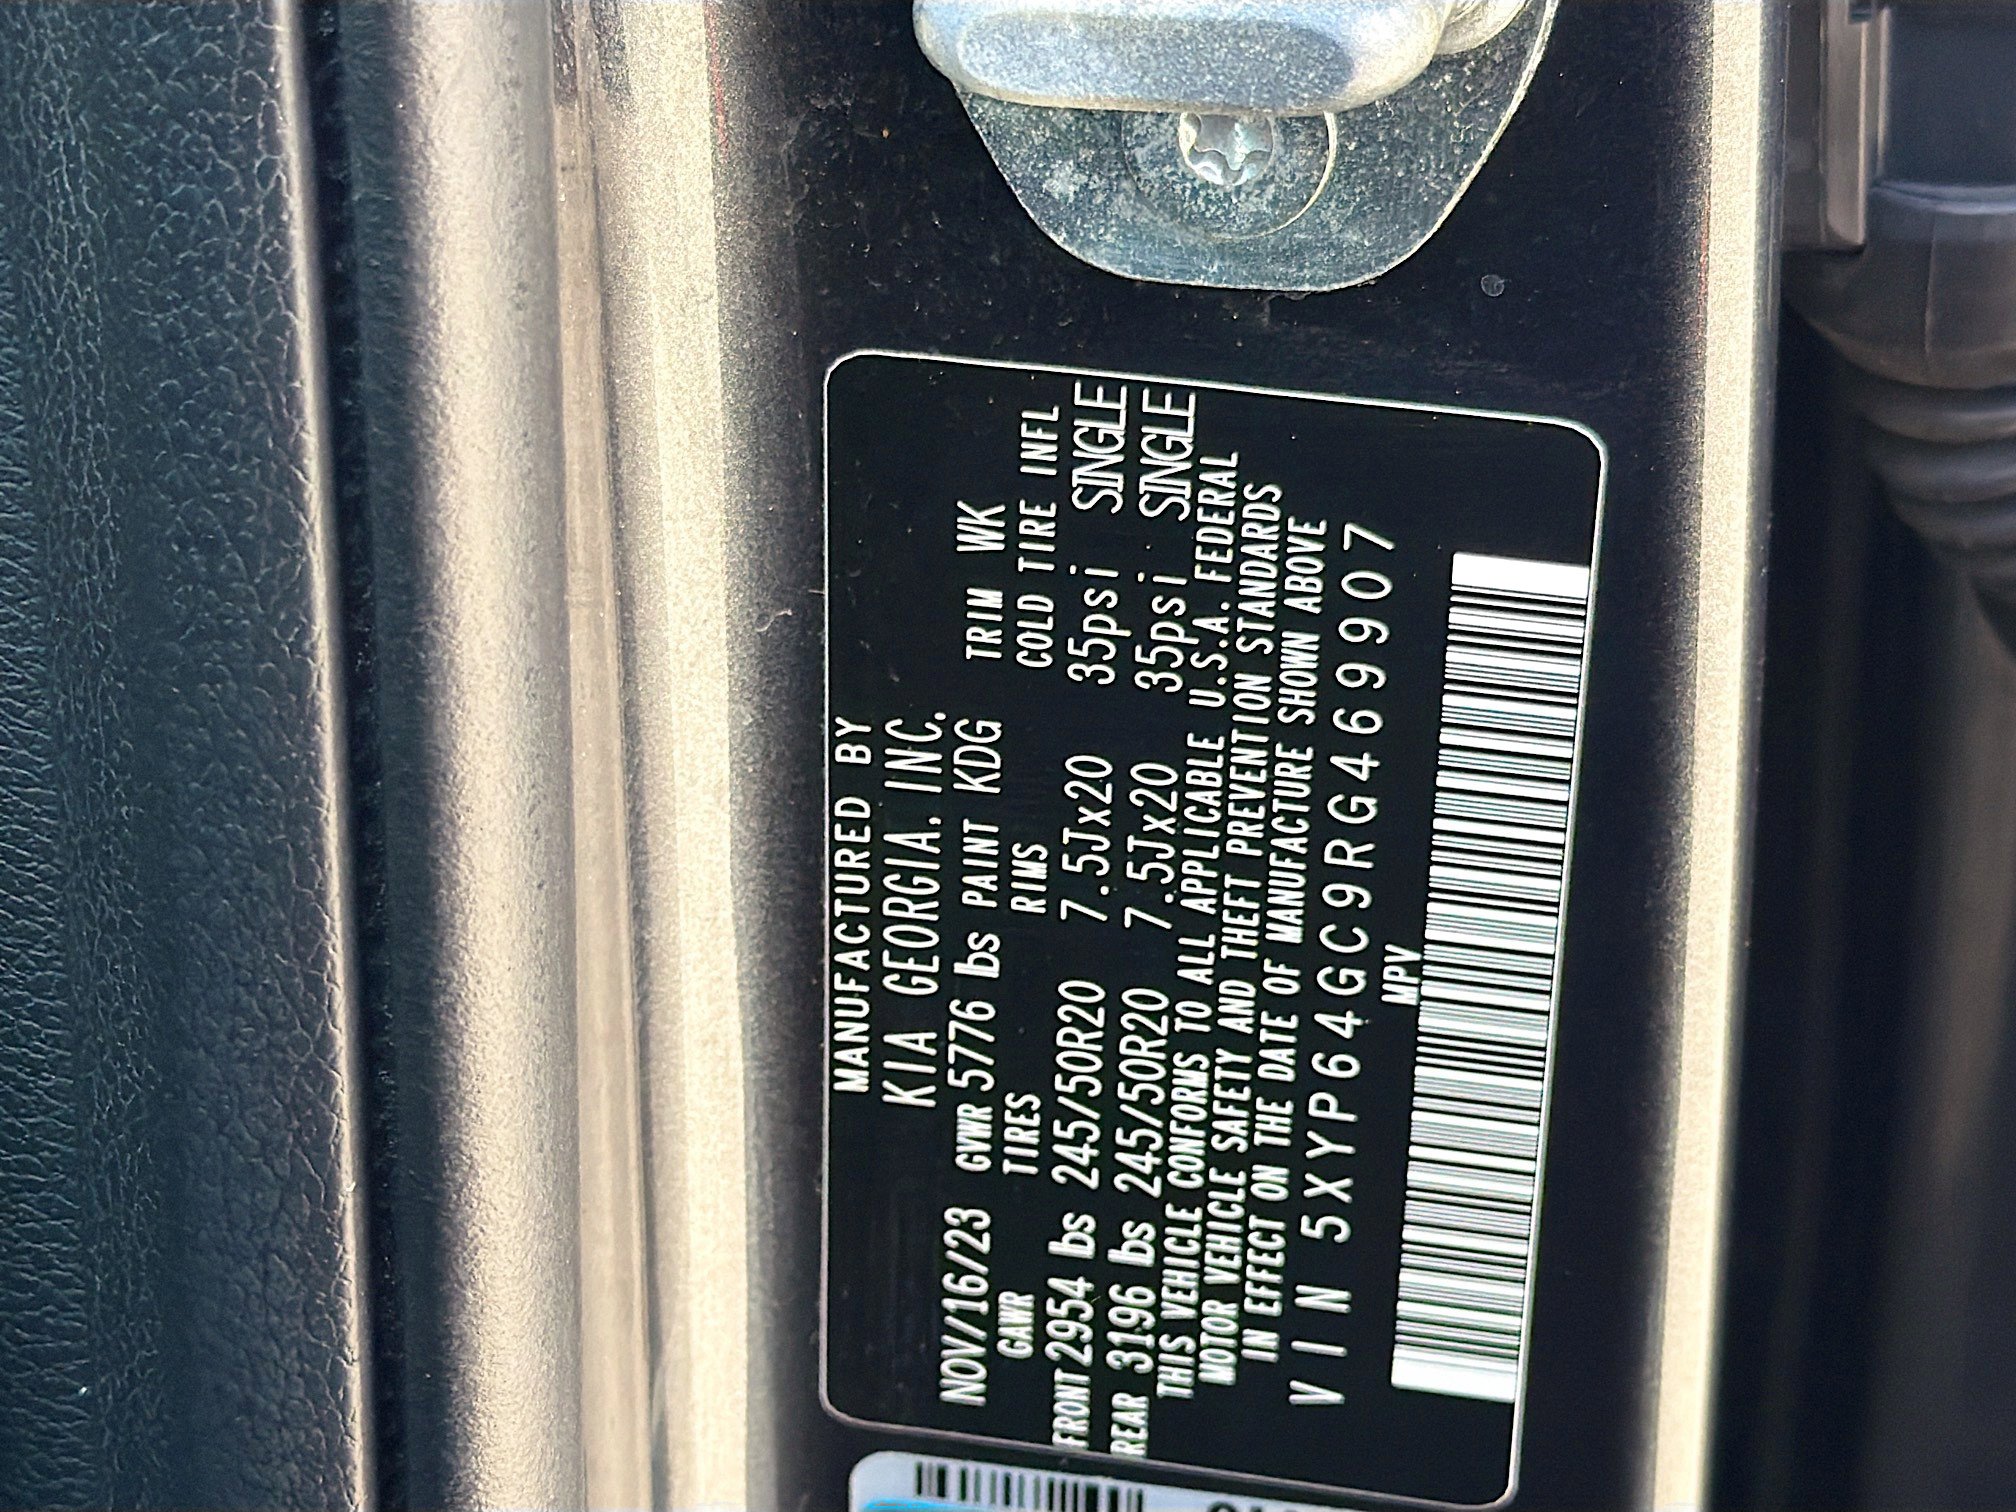 MANUFACTURED BY
KIA GEORGIA, INC.
NOV/16/23 GVWR 5776 lbs PAINT KDG TRIM WK
GAWR TIRES RIMS COLD TIRE INFL
FRONT 2954 lbs 245/50R20 7.5Jx20 35psi SINGLE
REAR 3196 lbs 245/50R20 7.5Jx20 35psi SINGLE
THIS VEHICLE CONFORMS TO ALL APPLICABLE U.S.A. FEDERAL
MOTOR VEHICLE SAFETY AND THEFT PREVENTION STANDARDS
IN EFFECT ON THE DATE OF MANUFACTURE SHOWN ABOVE
VIN 5XYP64GC9RG469907
MPV